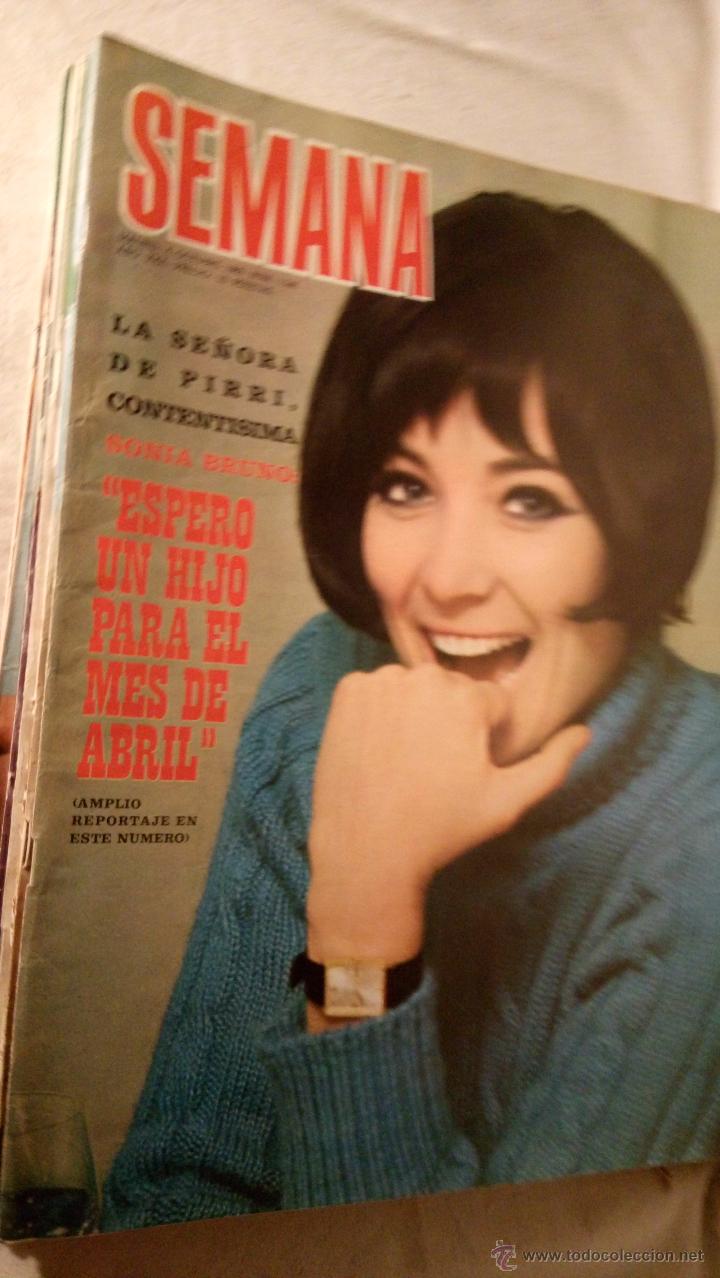 SEMANA
LA SEÑORA
DE PIRRI,
CONTENTISIMA
SONIA BRUNO:
"ESPERO
UN HIJO
PARA EL
MES DE
ABRIL"
(AMPLIO
REPORTAJE EN
ESTE NUMERO)
www.todocoleccion.net